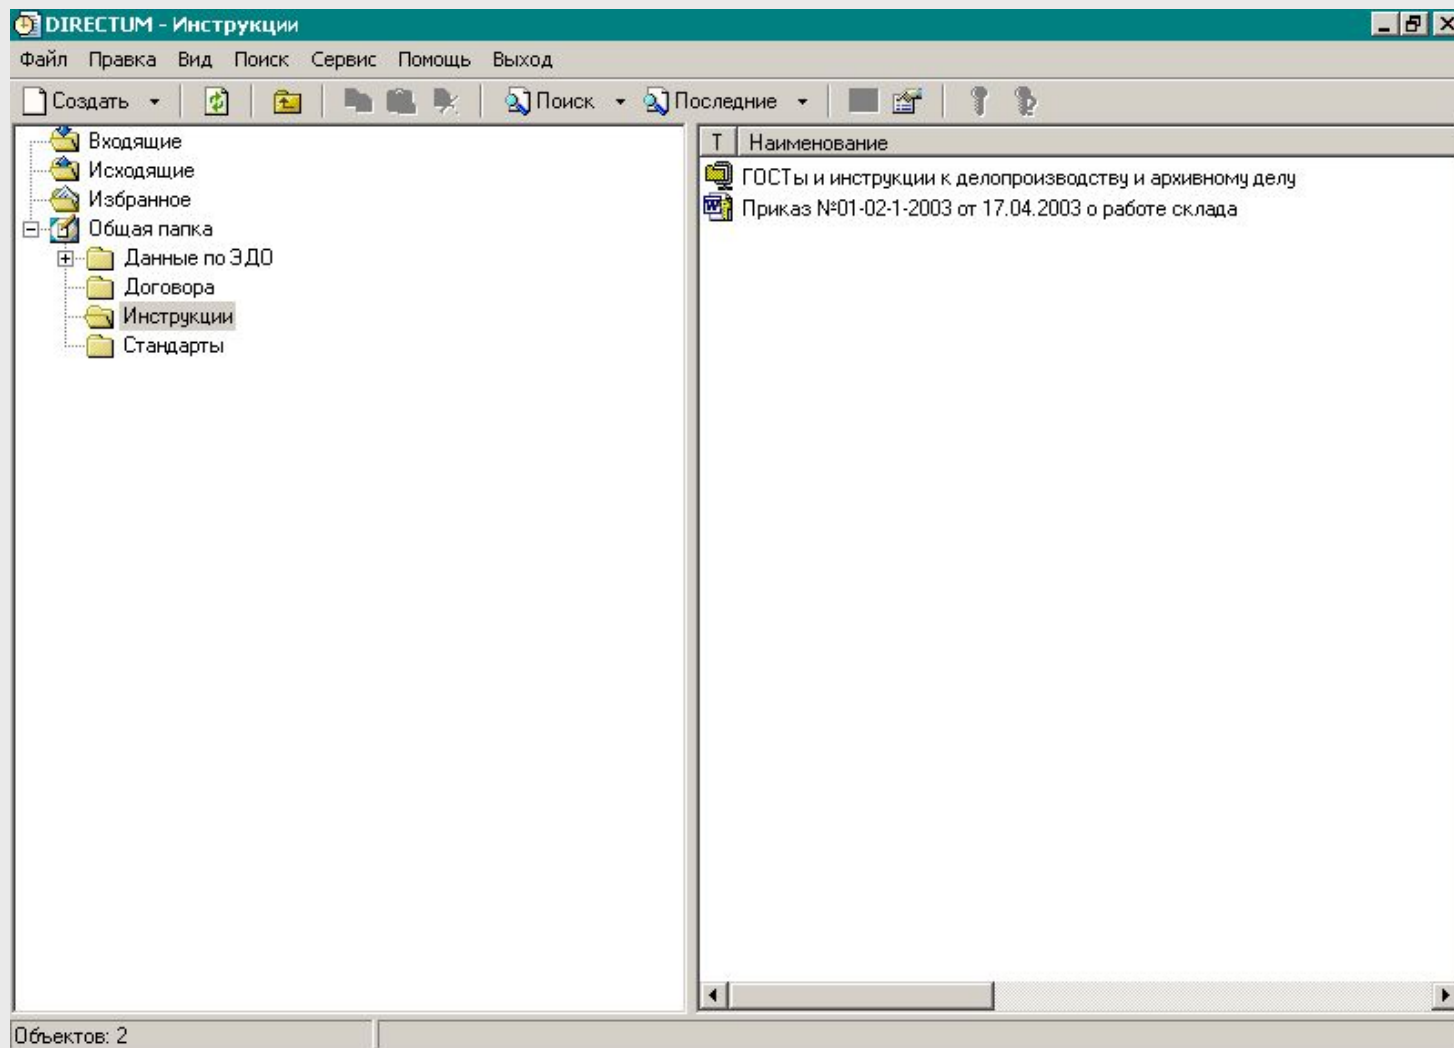 DIRECTUM - Инструкции
Файл Правка Вид Поиск Сервис Помощь Выход
Создать Поиск Последние
Входящие
Исходящие
Избранное
Общая папка
Данные по ЭДО
Договора
Инструкции
Стандарты
Т Наименование
ГОСТы и инструкции к делопроизводству и архивному делу
Приказ №01-02-1-2003 от 17.04.2003 о работе склада
Объектов: 2